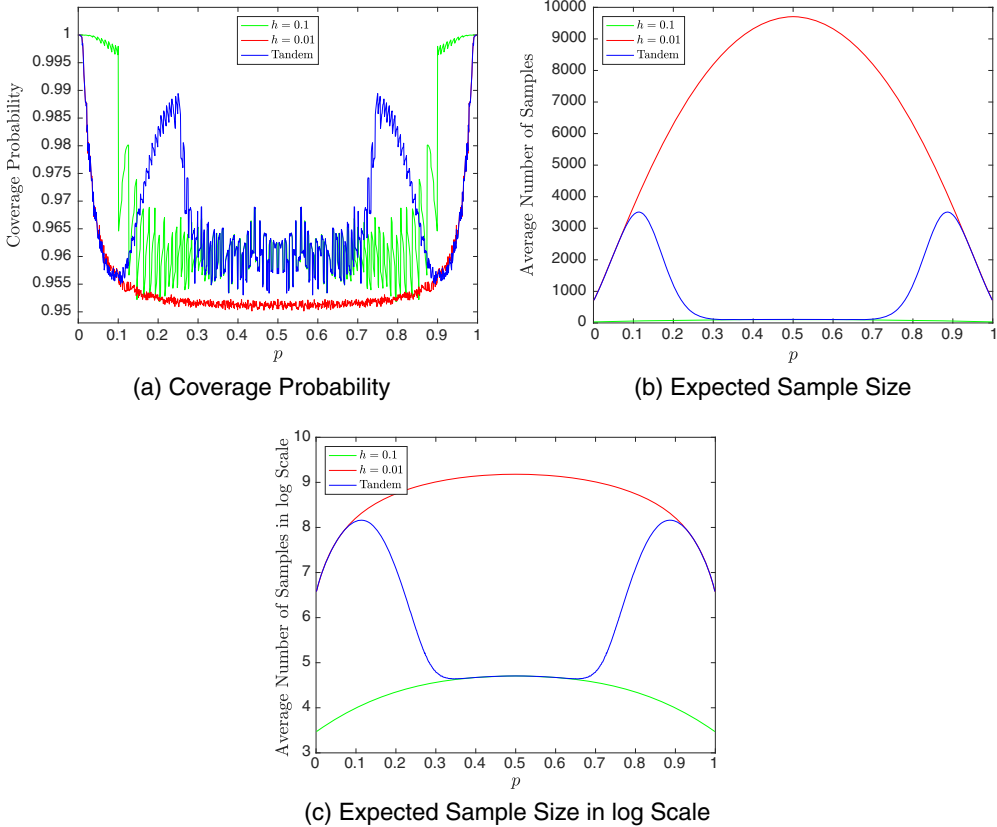 h = 0.1
h = 0.01
Tandem
1
0.995
0.99
0.985
0.98
0.975
0.97
0.965
0.96
0.955
0.95
Coverage Probability
0 0.1 0.2 0.3 0.4 0.5 0.6 0.7 0.8 0.9 1
p
(a) Coverage Probability
h = 0.1
h = 0.01
Tandem
10000
9000
8000
7000
6000
5000
4000
3000
2000
1000
0
Average Number of Samples
0 0.1 0.2 0.3 0.4 0.5 0.6 0.7 0.8 0.9 1
p
(b) Expected Sample Size
h = 0.1
h = 0.01
Tandem
10
9
8
7
6
5
4
3
Average Number of Samples in log Scale
0 0.1 0.2 0.3 0.4 0.5 0.6 0.7 0.8 0.9 1
p
(c) Expected Sample Size in log Scale